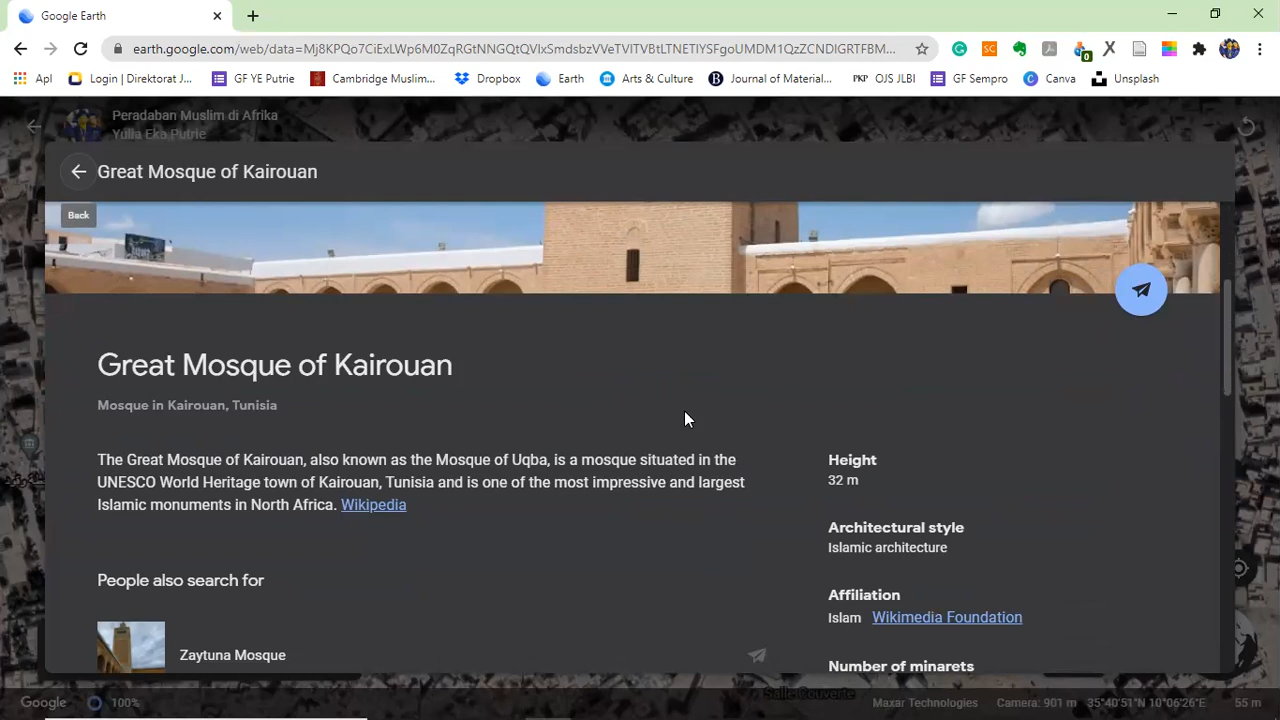 Google Earth
earth.google.com/web/data=Mj8KPQo7CiExLWp6M0ZqRGtNNGQtQVIxSmdsbzVVeTVITVBtLTNETIYSFgoUMDM1QzZCNDIGRTFBM...
0
Apl
Login | Direktorat J...
GF YE Putrie
Cambridge Muslim...
Dropbox
Earth
Arts & Culture
Journal of Material...
PKP OJS JLBI
GF Sempro
Canva
Unsplash
Peradaban Muslim di Afrika
Yulia Eka Putrie
Great Mosque of Kairouan
Back
Great Mosque of Kairouan
Mosque in Kairouan, Tunisia
The Great Mosque of Kairouan, also known as the Mosque of Uqba, is a mosque situated in the
UNESCO World Heritage town of Kairouan, Tunisia and is one of the most impressive and largest
Islamic monuments in North Africa. Wikipedia
Height
32 m
Architectural style
Islamic architecture
Affiliation
Islam Wikimedia Foundation
Number of minarets
People also search for
Zaytuna Mosque
Salle Couverte
Google
100%
Maxar Technologies
Camera: 901 m
35°40'51"N 10°06'26"E
55 m